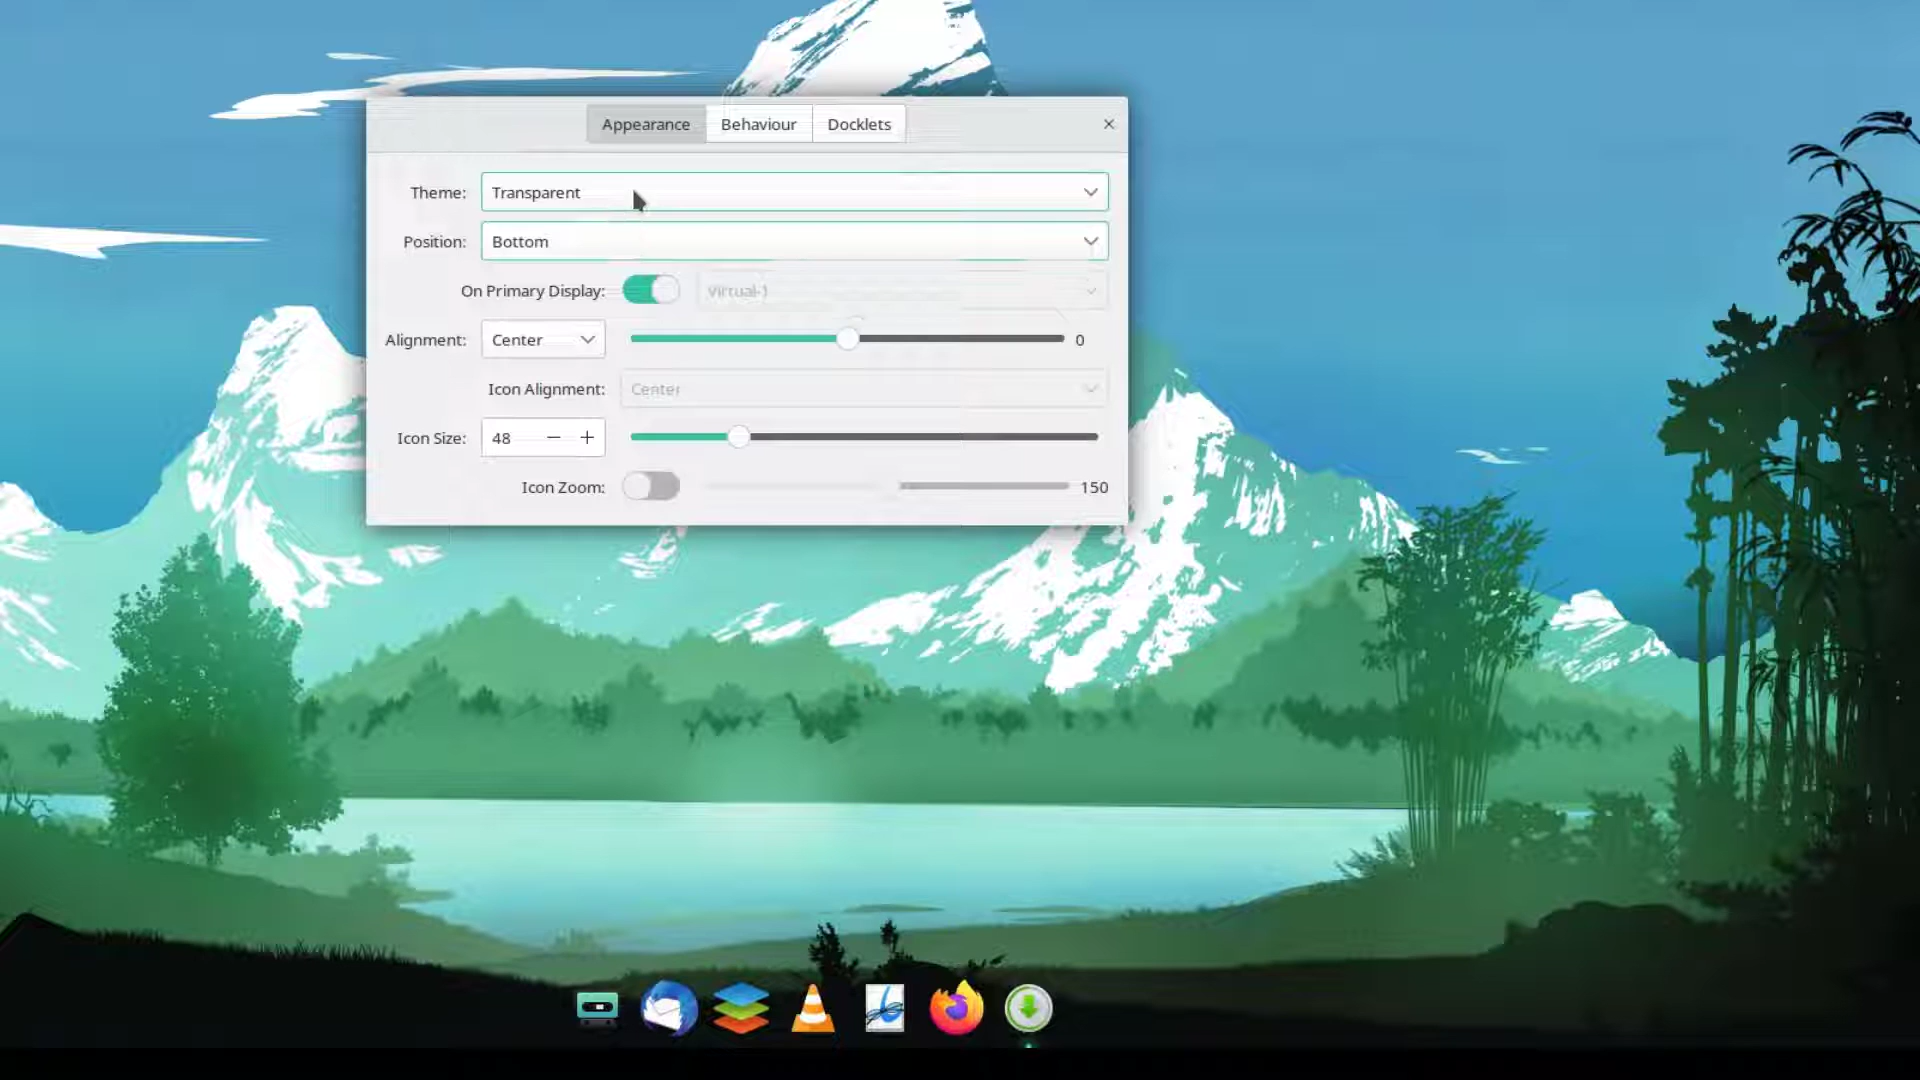 Appearance Behaviour Docklets
Theme: Transparent
Position: Bottom
On Primary Display: Virtual-1
Alignment: Center 0
Icon Alignment: Center
Icon Size: 48
Icon Zoom: 150